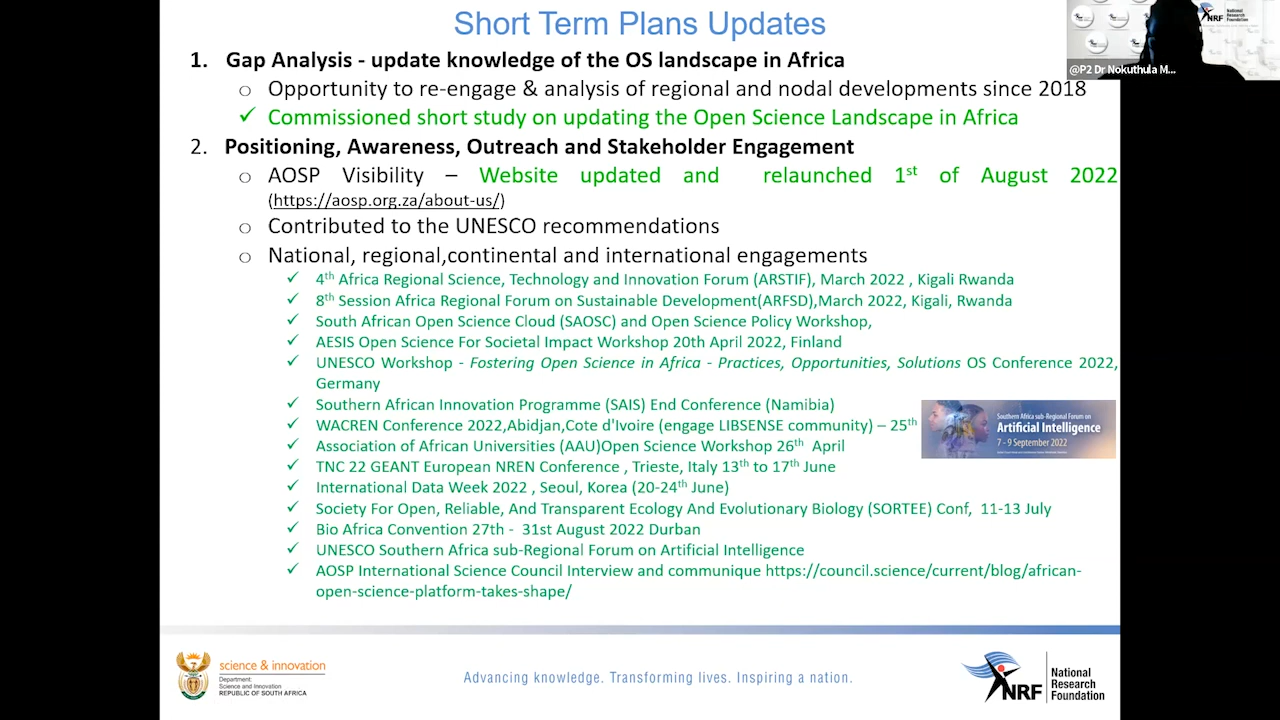 Short Term Plans Updates
1. Gap Analysis - update knowledge of the OS landscape in Africa
o Opportunity to re-engage & analysis of regional and nodal developments since 2018
✓ Commissioned short study on updating the Open Science Landscape in Africa
2. Positioning, Awareness, Outreach and Stakeholder Engagement
o AOSP Visibility – Website updated and relaunched 1st of August 2022
(https://aosp.org.za/about-us/)
o Contributed to the UNESCO recommendations
o National, regional,continental and international engagements
✓ 4th Africa Regional Science, Technology and Innovation Forum (ARSTIF), March 2022 , Kigali Rwanda
✓ 8th Session Africa Regional Forum on Sustainable Development(ARFSD),March 2022, Kigali, Rwanda
✓ South African Open Science Cloud (SAOSC) and Open Science Policy Workshop,
✓ AESIS Open Science For Societal Impact Workshop 20th April 2022, Finland
✓ UNESCO Workshop - Fostering Open Science in Africa - Practices, Opportunities, Solutions OS Conference 2022,
Germany
✓ Southern African Innovation Programme (SAIS) End Conference (Namibia)
✓ WACREN Conference 2022,Abidjan,Cote d'Ivoire (engage LIBSENSE community) – 25th
✓ Association of African Universities (AAU)Open Science Workshop 26th April
✓ TNC 22 GEANT European NREN Conference , Trieste, Italy 13th to 17th June
✓ International Data Week 2022 , Seoul, Korea (20-24th June)
✓ Society For Open, Reliable, And Transparent Ecology And Evolutionary Biology (SORTEE) Conf, 11-13 July
✓ Bio Africa Convention 27th - 31st August 2022 Durban
✓ UNESCO Southern Africa sub-Regional Forum on Artificial Intelligence
✓ AOSP International Science Council Interview and communique https://council.science/current/blog/african-
open-science-platform-takes-shape/
Southern Africa sub-Regional Forum on
Artificial Intelligence
7 - 9 September 2022
NRF
National
Research
Foundation
@P2 Dr Nokuthula M...
science & innovation
Department:
Science and Innovation
REPUBLIC OF SOUTH AFRICA
Advancing knowledge. Transforming lives. Inspiring a nation.
NRF
National
Research
Foundation